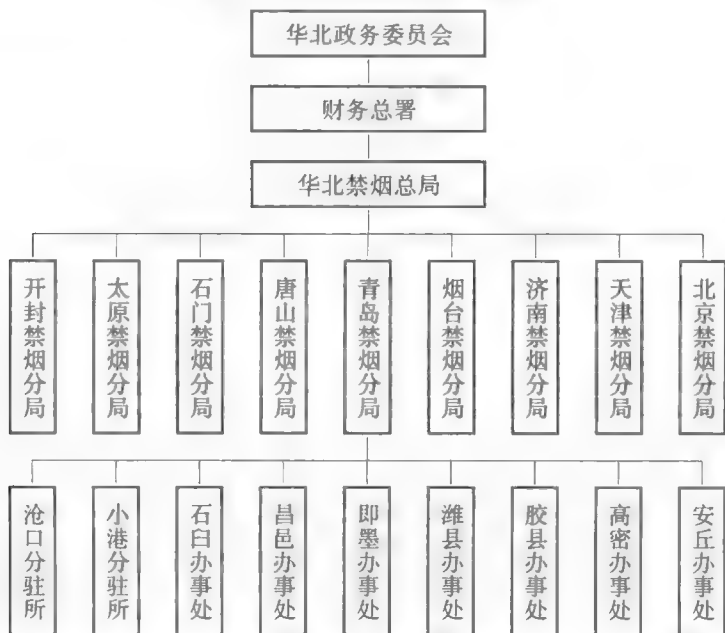 华北政务委员会
财务总署
华北禁烟总局
开封禁烟分局
太原禁烟分局
石门禁烟分局
唐山禁烟分局
青岛禁烟分局
烟台禁烟分局
济南禁烟分局
天津禁烟分局
北京禁烟分局
沧口分驻所
小港分驻所
石臼办事处
昌邑办事处
即墨办事处
潍县办事处
胶县办事处
高密办事处
安丘办事处